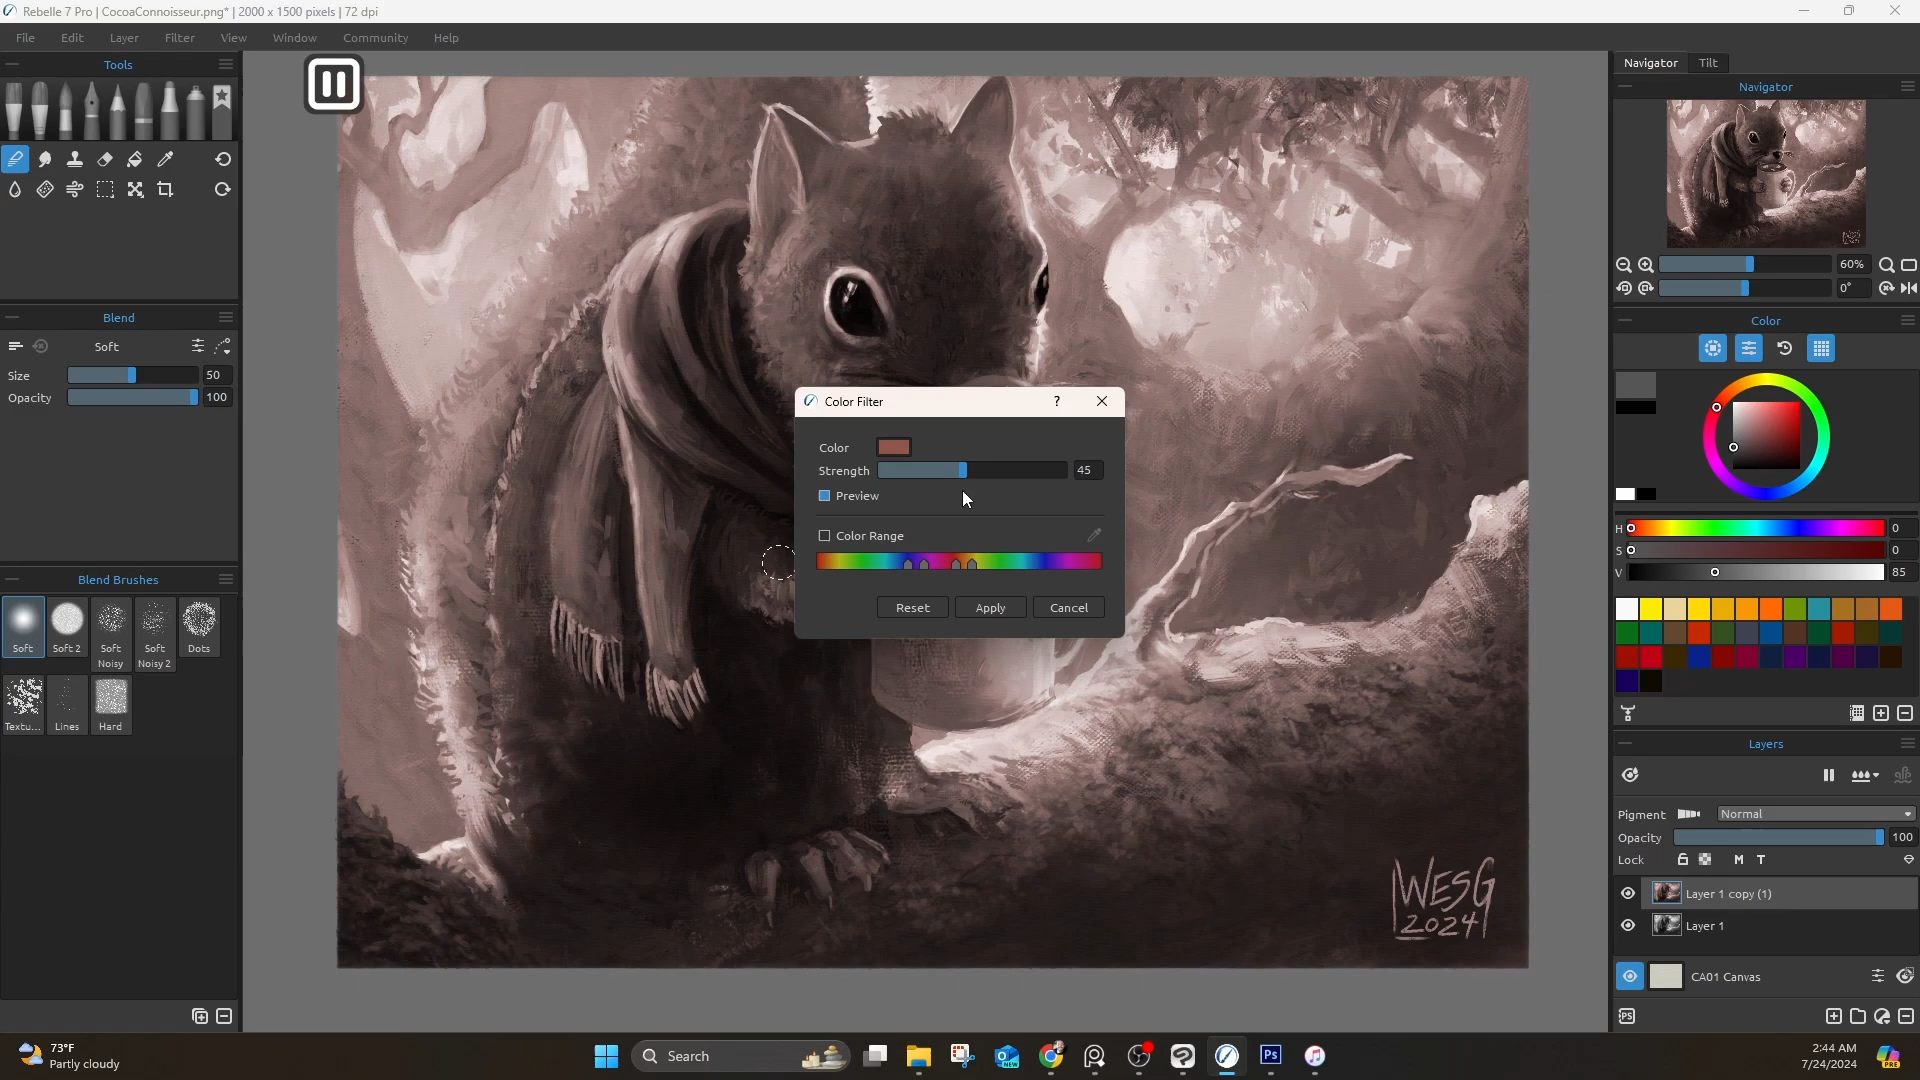 Rebelle 7 Pro | CocoaConnoisseur.png* | 2000 x 1500 pixels | 72 dpi
File Edit Layer Filter View Window Community Help
Tools
Blend
Soft
Size 50
Opacity 100
Blend Brushes
Soft Soft 2 Soft Noisy Soft Noisy 2 Dots
Textu... Lines Hard
Color Filter ?
Color
Strength 45
Preview
Color Range
Reset Apply Cancel
WESG
2024
Navigator Tilt
Navigator
60%
0°
Color
H 0
S 0
V 85
Layers
Pigment Normal
Opacity 100
Lock M T
Layer 1 copy (1)
Layer 1
CA01 Canvas
PS
73°F
Partly cloudy
Search
NEW
Ps
2:44 AM
7/24/2024
PRE